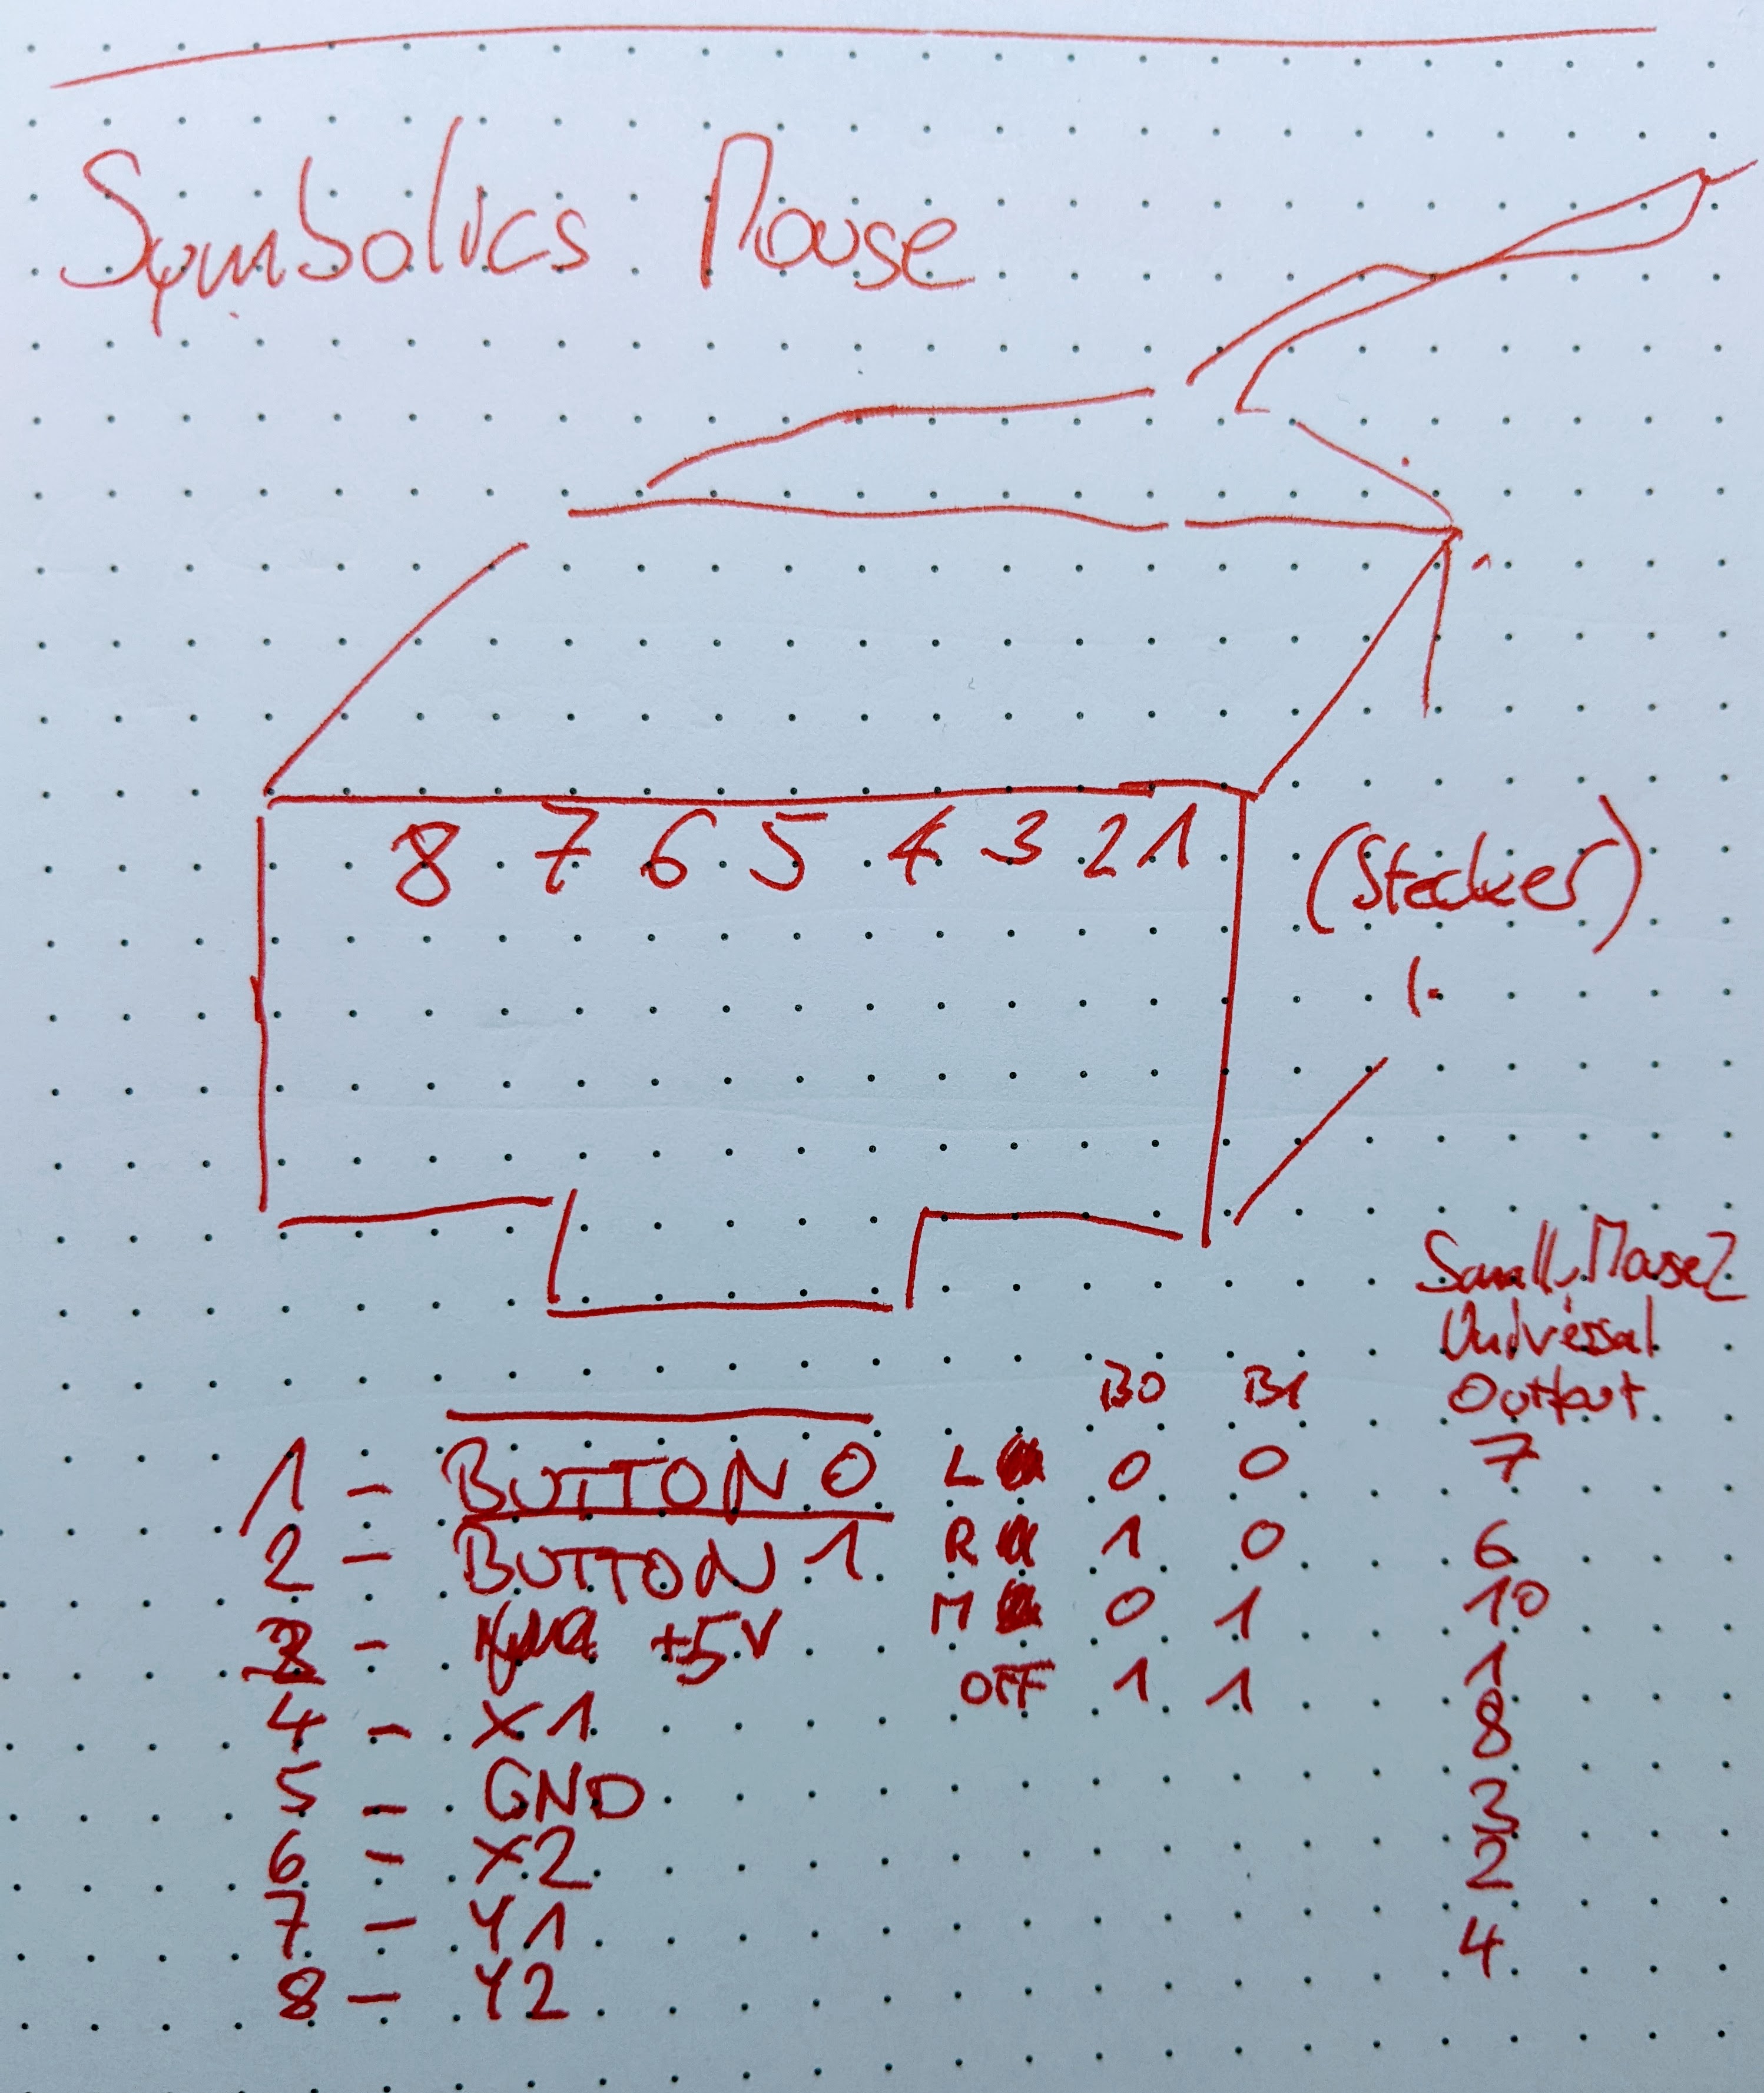 Symbolics Mouse
8 7 6 5 4 3 2 1
(Stecker)
SmallyMouse2
Universal
B0 B1 Output
1 - BUTTON 0 L 0 0 7
2 - BUTTON 1 R 1 0 6
3 - +5V M 0 1 10
OFF 1 1 1
4 - X1 8
5 - GND 3
6 - X2 2
7 - Y1 4
8 - Y2